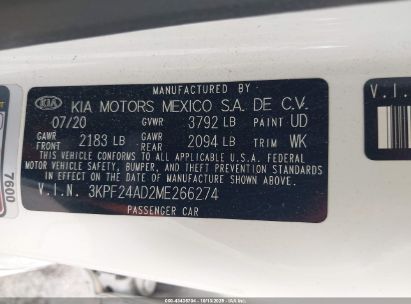 MANUFACTURED BY
KIA KIA MOTORS MEXICO S.A. DE C.V.
07/20 GVWR 3792 LB PAINT UD
GAWR FRONT 2183 LB GAWR REAR 2094 LB TRIM WK
THIS VEHICLE CONFORMS TO ALL APPLICABLE U.S.A. FEDERAL
MOTOR VEHICLE SAFETY, BUMPER, AND THEFT PREVENTION STANDARDS
IN EFFECT ON THE DATE OF MANUFACTURE SHOWN ABOVE.
V.I.N. 3KPF24AD2ME266274
PASSENGER CAR
V.I.
7600